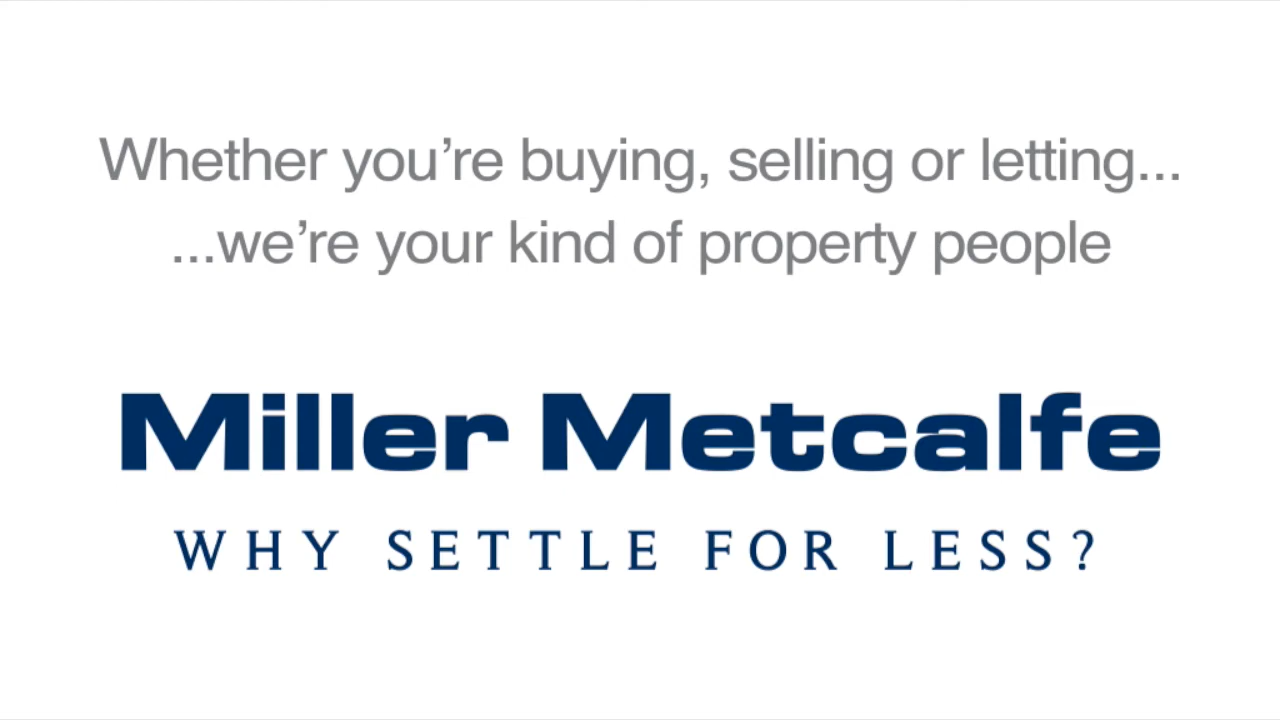 Whether you’re buying, selling or letting...
...we’re your kind of property people
Miller Metcalfe
WHY SETTLE FOR LESS?